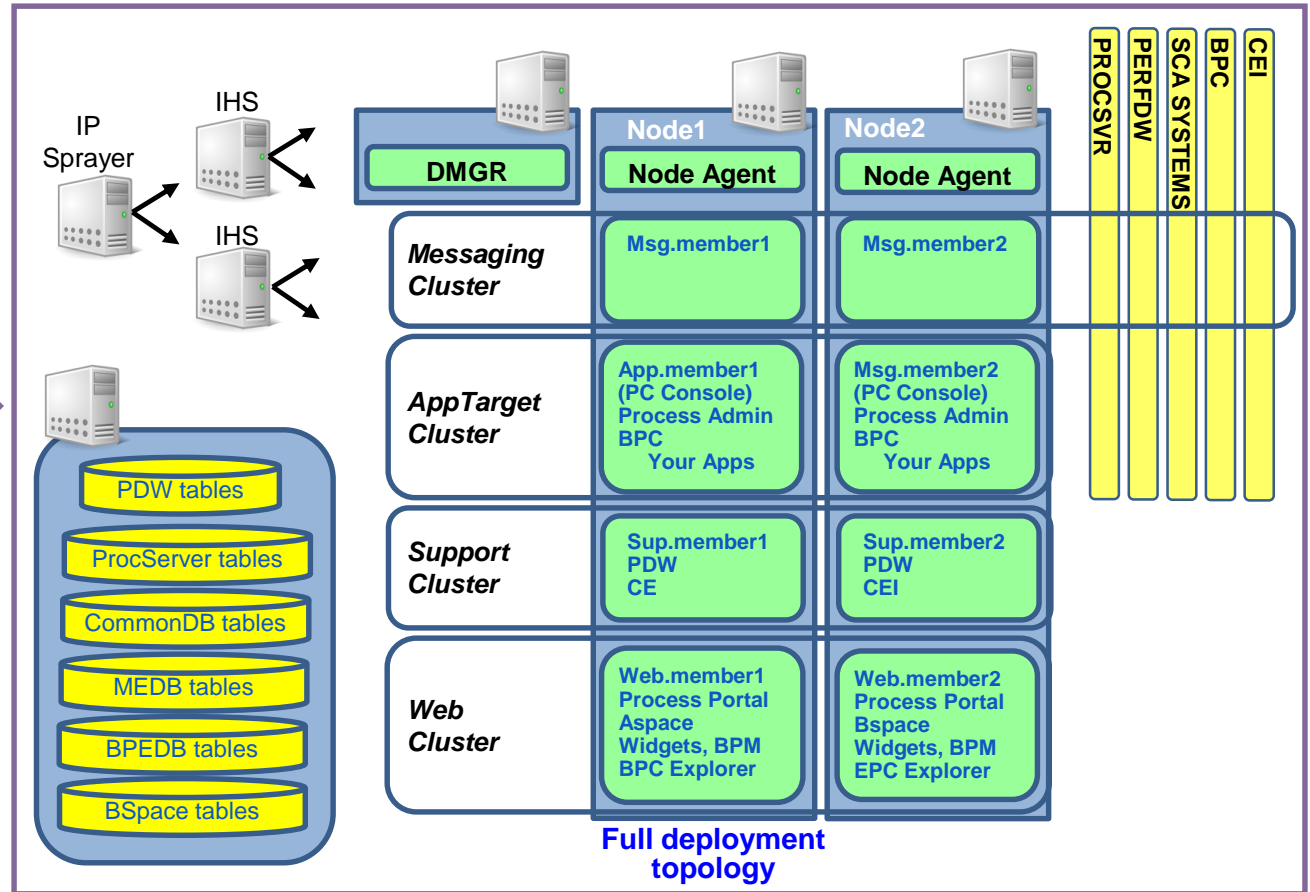 IP
Sprayer
IHS
IHS
DMGR
Node1
Node Agent
Node2
Node Agent
PROCSVR
PERFDW
SCA SYSTEMS
BPC
CEI
Messaging
Cluster
Msg.member1
Msg.member2
AppTarget
Cluster
App.member1
(PC Console)
Process Admin
BPC
Your Apps
Msg.member2
(PC Console)
Process Admin
BPC
Your Apps
Support
Cluster
Sup.member1
PDW
CE
Sup.member2
PDW
CEI
Web
Cluster
Web.member1
Process Portal
Aspace
Widgets, BPM
BPC Explorer
Web.member2
Process Portal
Bspace
Widgets, BPM
EPC Explorer
PDW tables
ProcServer tables
CommonDB tables
MEDB tables
BPEDB tables
BSpace tables
Full deployment
topology